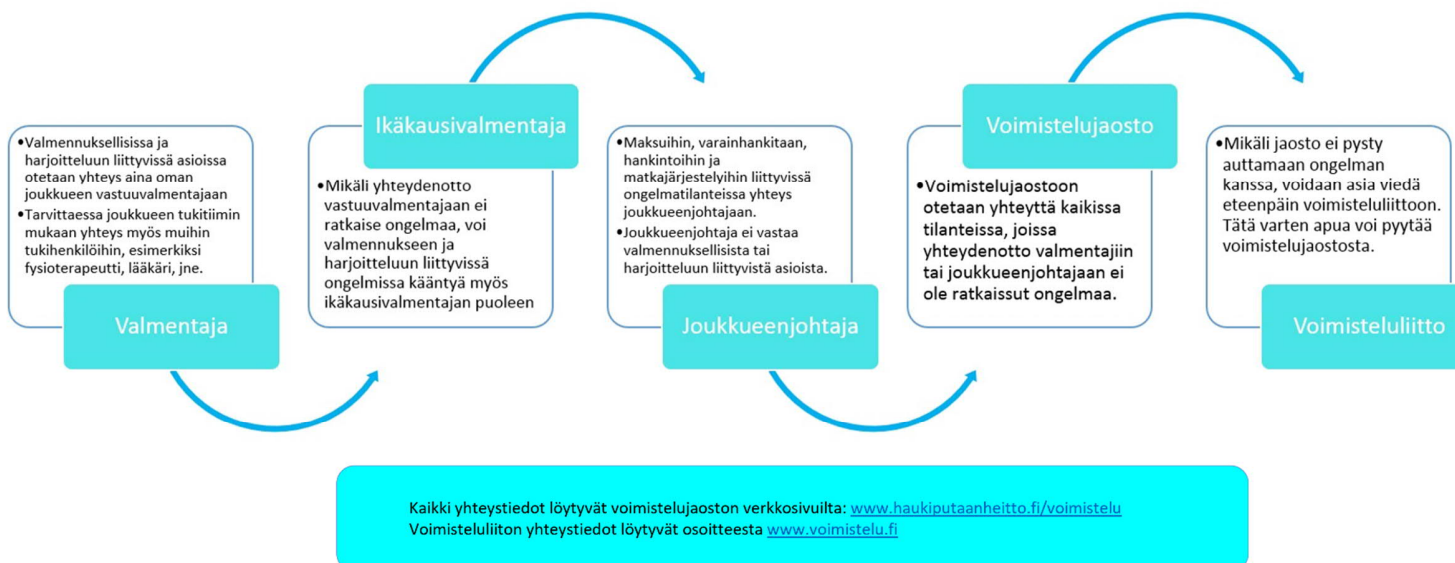 •Valmennuksellisissa ja
harjoitteluun liittyvissä asioissa
otetaan yhteys aina oman
joukkueen vastuuvalmentajaan
•Tarvittaessa joukkueen tukitiimin
mukaan yhteys myös muihin
tukihenkilöihin, esimerkiksi
fysioterapeutti, lääkäri, jne.
Valmentaja
Ikäkausivalmentaja
•Mikäli yhteydenotto
vastuuvalmentajaan ei
ratkaise ongelmaa, voi
valmennukseen ja
harjoitteluun liittyvissä
ongelmissa kääntyä myös
ikäkausivalmentajan puoleen
•Maksuihin, varainhankitaan,
hankintoihin ja
matkajärjestelyihin liittyvissä
ongelmatilanteissa yhteys
joukkueenjohtajaan.
•Joukkueenjohtaja ei vastaa
valmennuksellisista tai
harjoitteluun liittyvistä asioista.
Joukkueenjohtaja
Voimistelujaosto
•Voimistelujaostoon
otetaan yhteyttä kaikissa
tilanteissa, joissa
yhteydenotto valmentajiin
tai joukkueenjohtajaan ei
ole ratkaissut ongelmaa.
•Mikäli jaosto ei pysty
auttamaan ongelman
kanssa, voidaan asia viedä
eteenpäin voimisteluliittoon.
Tätä varten apua voi pyytää
voimistelujaostosta.
Voimisteluliitto
Kaikki yhteystiedot löytyvät voimistelujaoston verkkosivuilta: www.haukiputaanheitto.fi/voimistelu
Voimisteluliiton yhteystiedot löytyvät osoitteesta www.voimistelu.fi